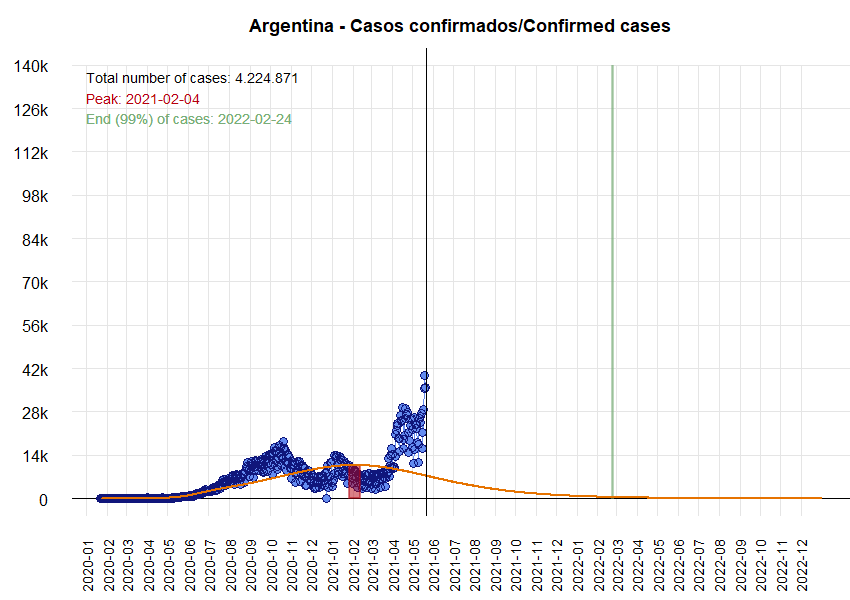 Argentina - Casos confirmados/Confirmed cases
140k
126k
112k
98k
84k
70k
56k
42k
28k
14k
0
Total number of cases: 4.224.871
Peak: 2021-02-04
End (99%) of cases: 2022-02-24
2020-01
2020-02
2020-03
2020-04
2020-05
2020-06
2020-07
2020-08
2020-09
2020-10
2020-11
2020-12
2021-01
2021-02
2021-03
2021-04
2021-05
2021-06
2021-07
2021-08
2021-09
2021-10
2021-11
2021-12
2022-01
2022-02
2022-03
2022-04
2022-05
2022-06
2022-07
2022-08
2022-09
2022-10
2022-11
2022-12